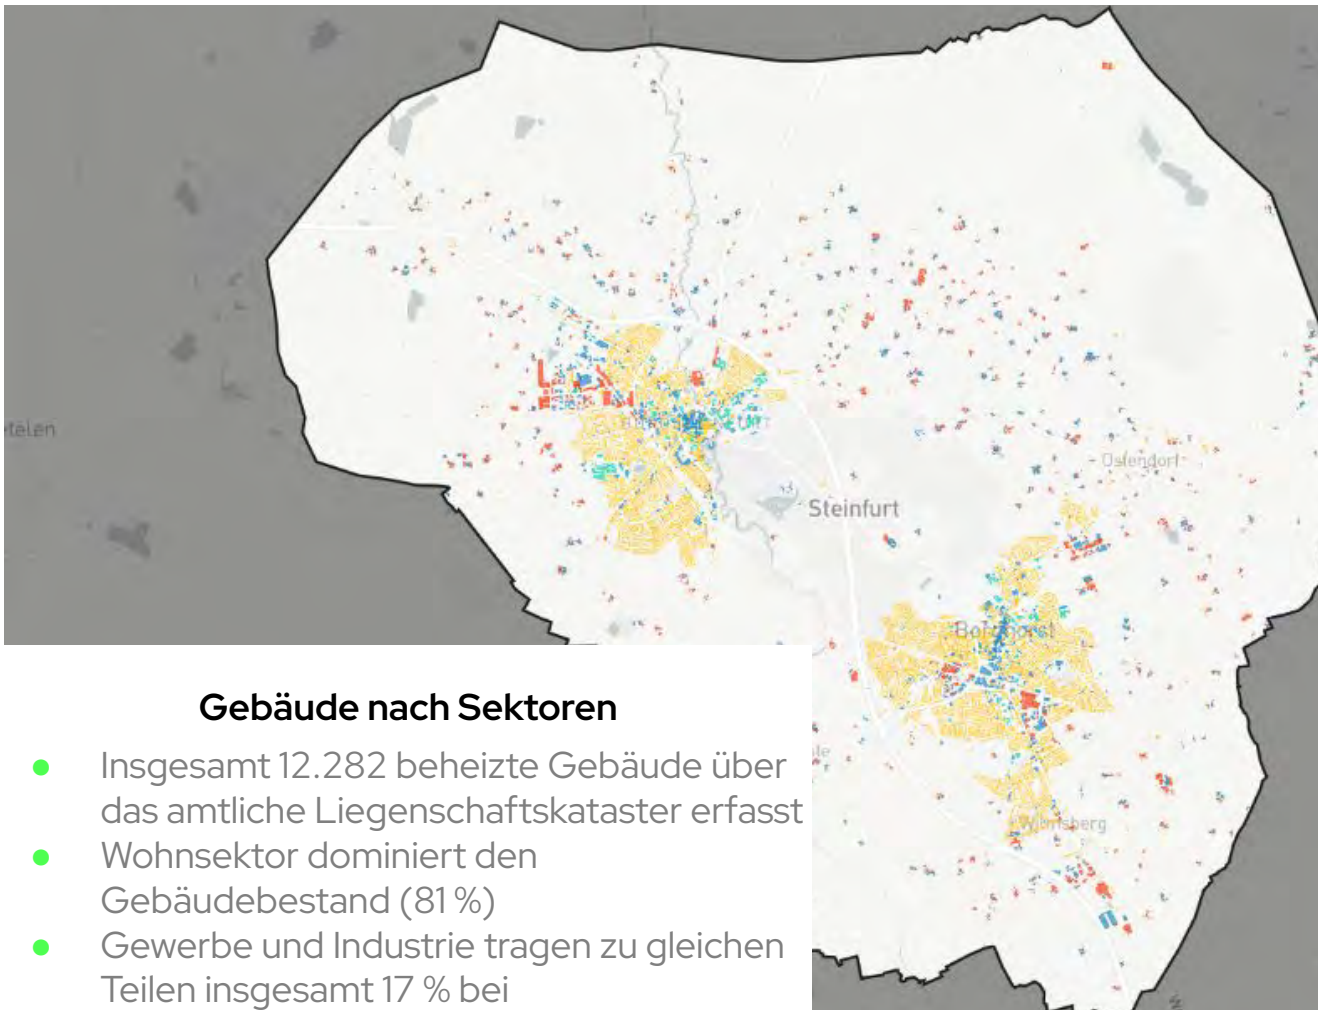 Steinfurt
Ostendorf
Borghorst
Gebäude nach Sektoren
Insgesamt 12.282 beheizte Gebäude über
das amtliche Liegenschaftskataster erfasst
Wohnsektor dominiert den
Gebäudebestand (81 %)
Gewerbe und Industrie tragen zu gleichen
Teilen insgesamt 17 % bei